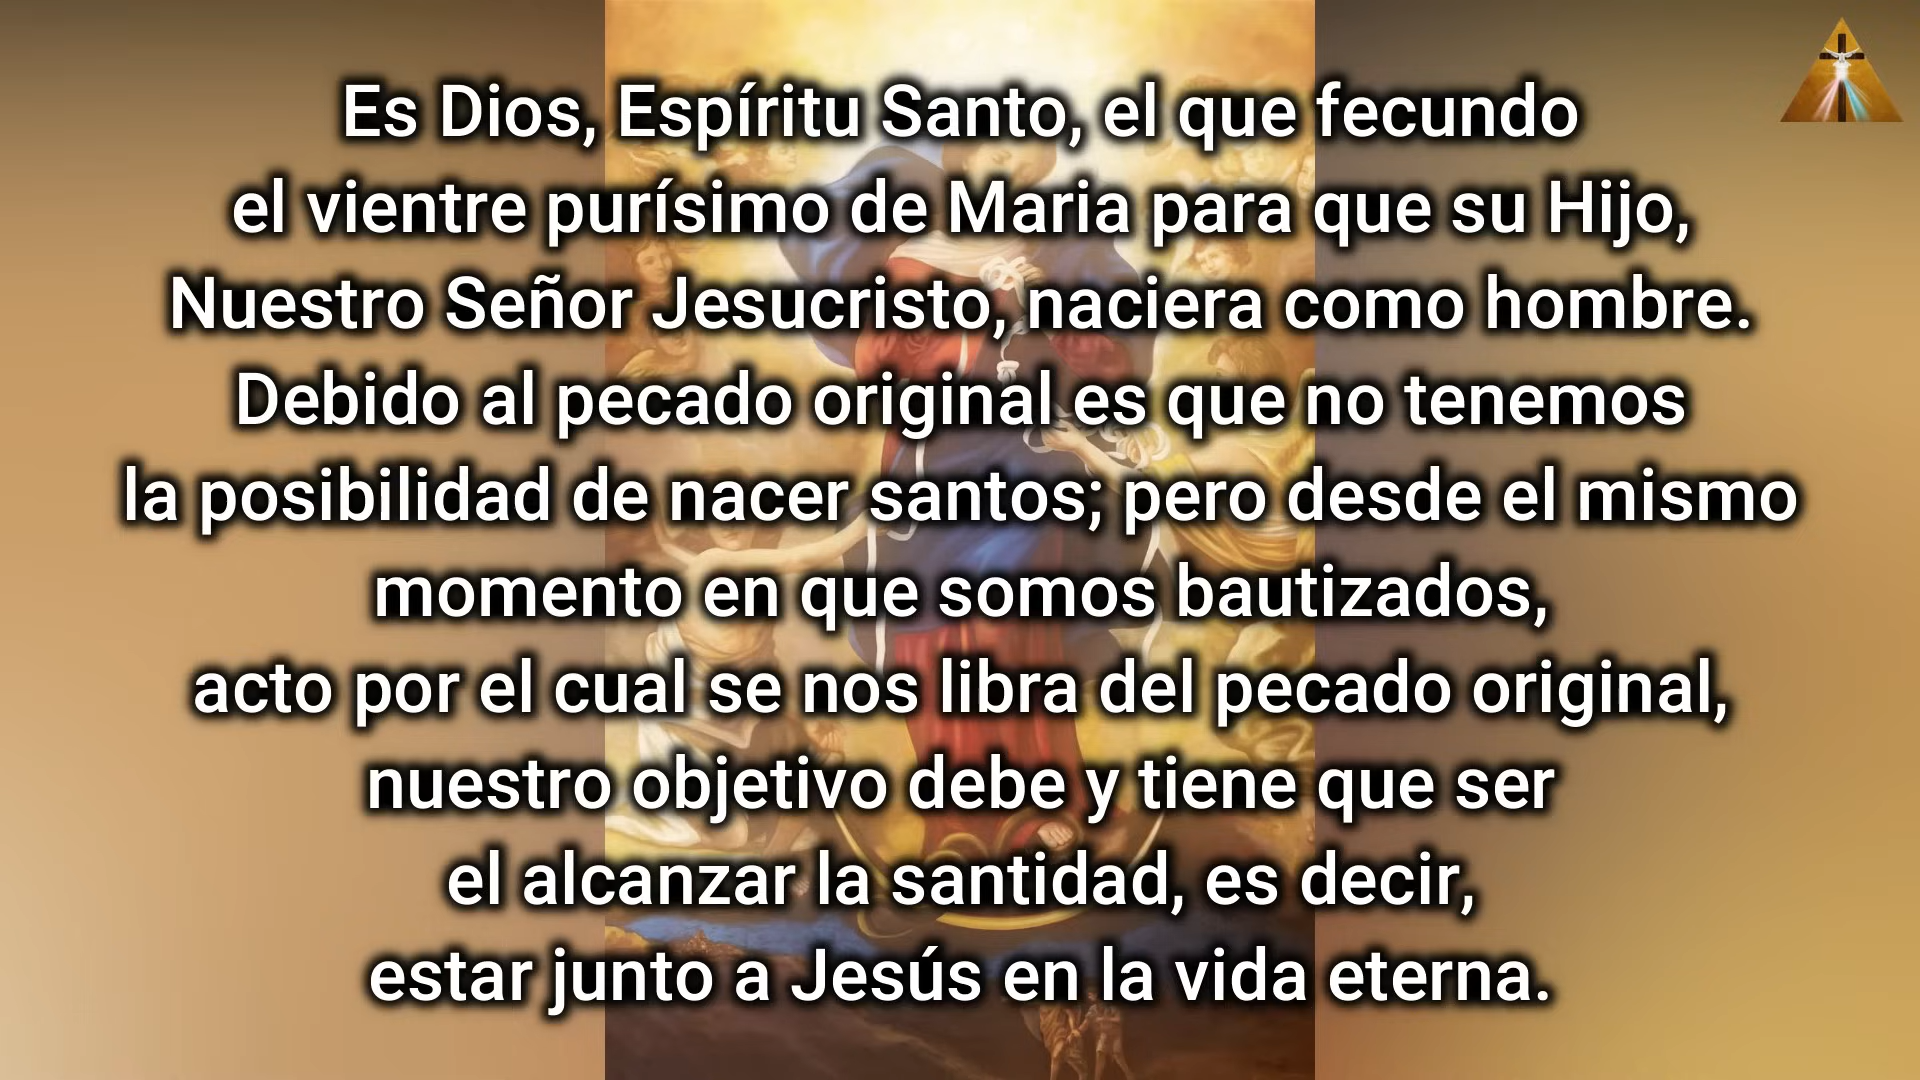 Es Dios, Espíritu Santo, el que fecundo
el vientre purísimo de Maria para que su Hijo,
Nuestro Señor Jesucristo, naciera como hombre.
Debido al pecado original es que no tenemos
la posibilidad de nacer santos; pero desde el mismo
momento en que somos bautizados,
acto por el cual se nos libra del pecado original,
nuestro objetivo debe y tiene que ser
el alcanzar la santidad, es decir,
estar junto a Jesús en la vida eterna.